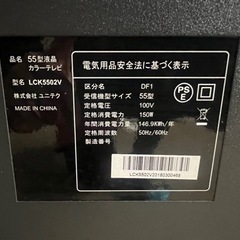 品名 55型液晶
カラーテレビ
型名 LCK5502V
株式会社 ユニテク
MADE IN CHINA
電気用品安全法に基づく表示
区分名 DF1
受信機型サイズ 55型
定格電圧 100V
定格消費電力 150W
年間消費電力量 146.9KWh/年
定格周波数 50Hz/60Hz
製造番号
PSE
LCK5502V20180300468